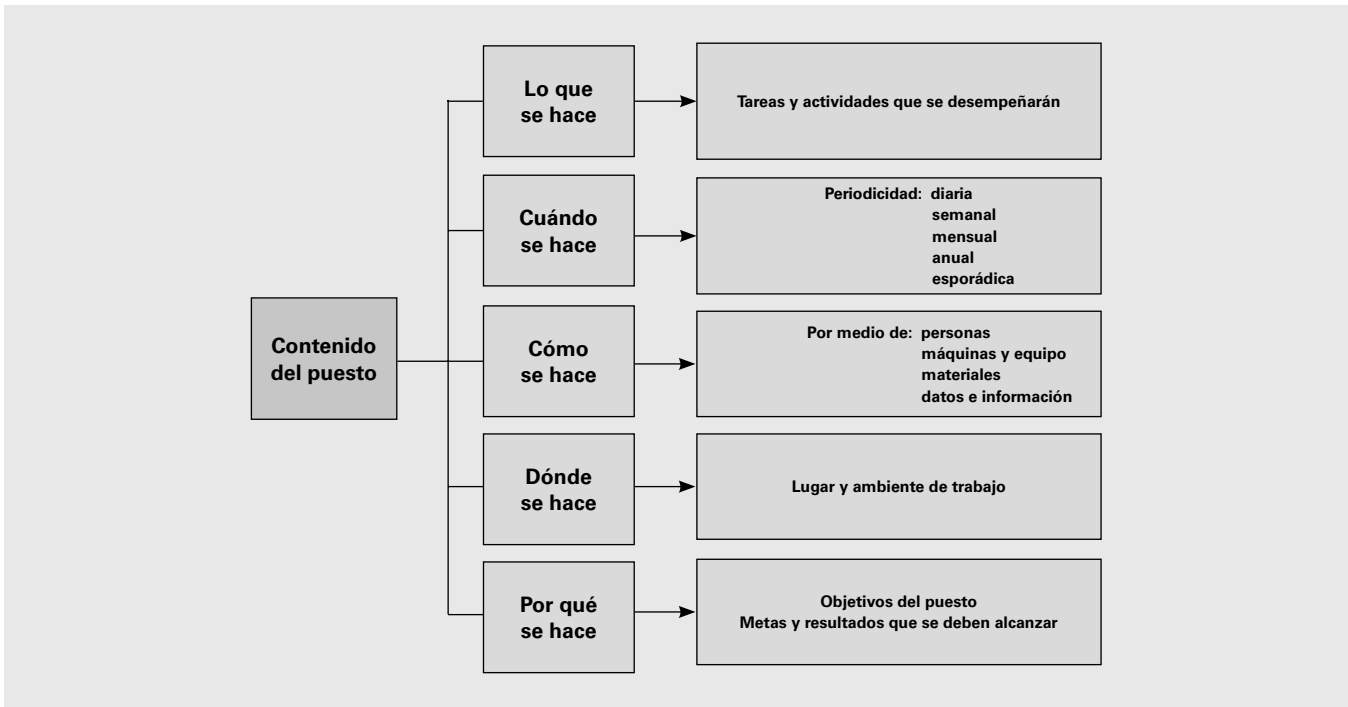 Contenido
del puesto
Lo que
se hace
Tareas y actividades que se desempeñarán
Cuándo
se hace
Periodicidad: diaria
semanal
mensual
anual
esporádica
Cómo
se hace
Por medio de: personas
máquinas y equipo
materiales
datos e información
Dónde
se hace
Lugar y ambiente de trabajo
Por qué
se hace
Objetivos del puesto
Metas y resultados que se deben alcanzar